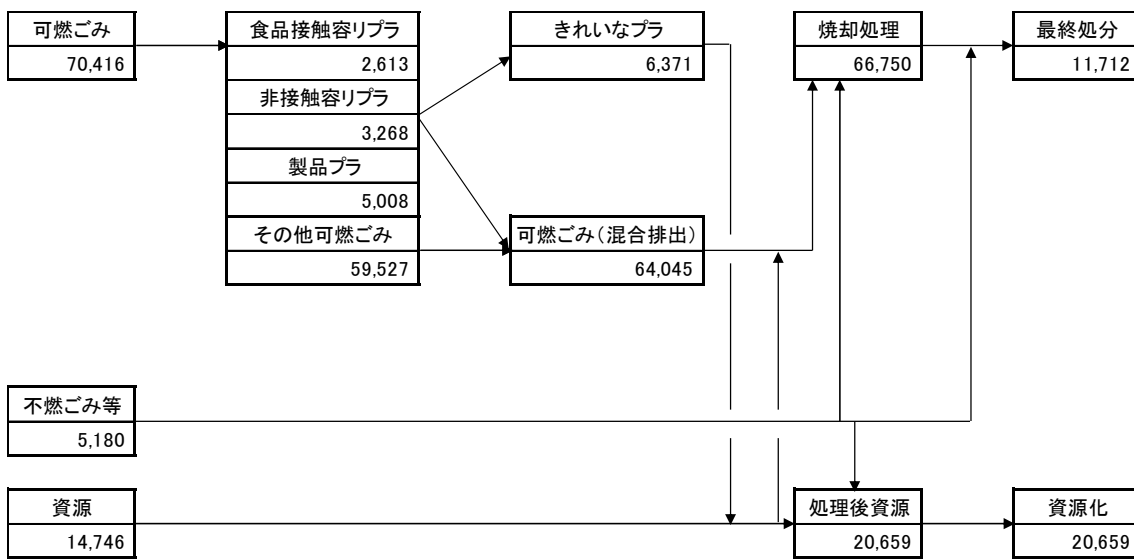 可燃ごみ
70,416
食品接触容リプラ
2,613
非接触容リプラ
3,268
製品プラ
5,008
その他可燃ごみ
59,527
きれいなプラ
6,371
可燃ごみ(混合排出)
64,045
焼却処理
66,750
最終処分
11,712
不燃ごみ等
5,180
資源
14,746
処理後資源
20,659
資源化
20,659